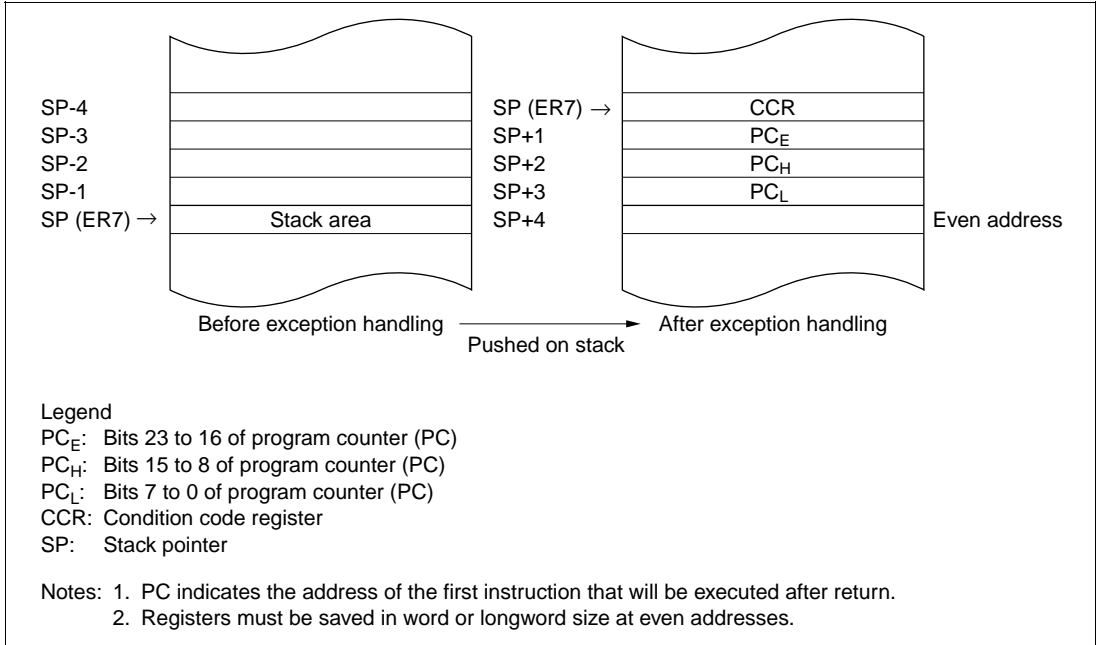 SP-4
SP-3
SP-2
SP-1
SP (ER7) →
Stack area
SP (ER7) →
SP+1
SP+2
SP+3
SP+4
CCR
PCE
PCH
PCL
Even address
Before exception handling
Pushed on stack
After exception handling
Legend
PCE: Bits 23 to 16 of program counter (PC)
PCH: Bits 15 to 8 of program counter (PC)
PCL: Bits 7 to 0 of program counter (PC)
CCR: Condition code register
SP: Stack pointer
Notes: 1. PC indicates the address of the first instruction that will be executed after return.
2. Registers must be saved in word or longword size at even addresses.